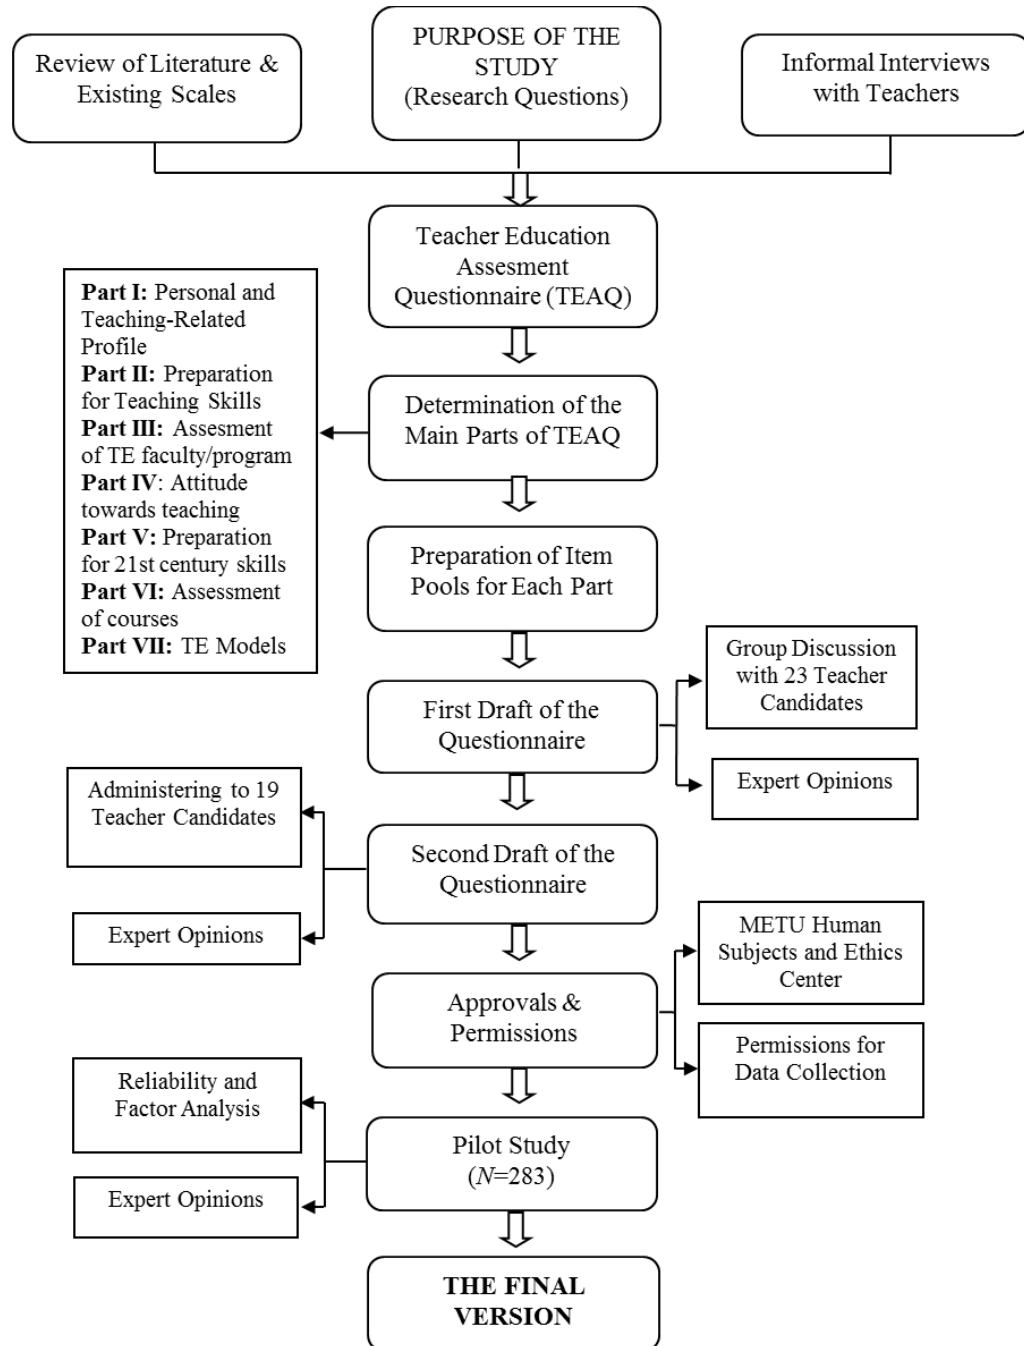 Review of Literature &
Existing Scales
PURPOSE OF THE
STUDY
(Research Questions)
Informal Interviews
with Teachers
Teacher Education
Assesment
Questionnaire (TEAQ)
Part I: Personal and
Teaching-Related
Profile
Part II: Preparation
for Teaching Skills
Part III: Assesment
of TE faculty/program
Part IV: Attitude
towards teaching
Part V: Preparation
for 21st century skills
Part VI: Assessment
of courses
Part VII: TE Models
Determination of the
Main Parts of TEAQ
Preparation of Item
Pools for Each Part
First Draft of the
Questionnaire
Group Discussion
with 23 Teacher
Candidates
Expert Opinions
Administering to 19
Teacher Candidates
Expert Opinions
Second Draft of the
Questionnaire
Approvals &
Permissions
METU Human
Subjects and Ethics
Center
Permissions for
Data Collection
Reliability and
Factor Analysis
Expert Opinions
Pilot Study
(N=283)
THE FINAL
VERSION